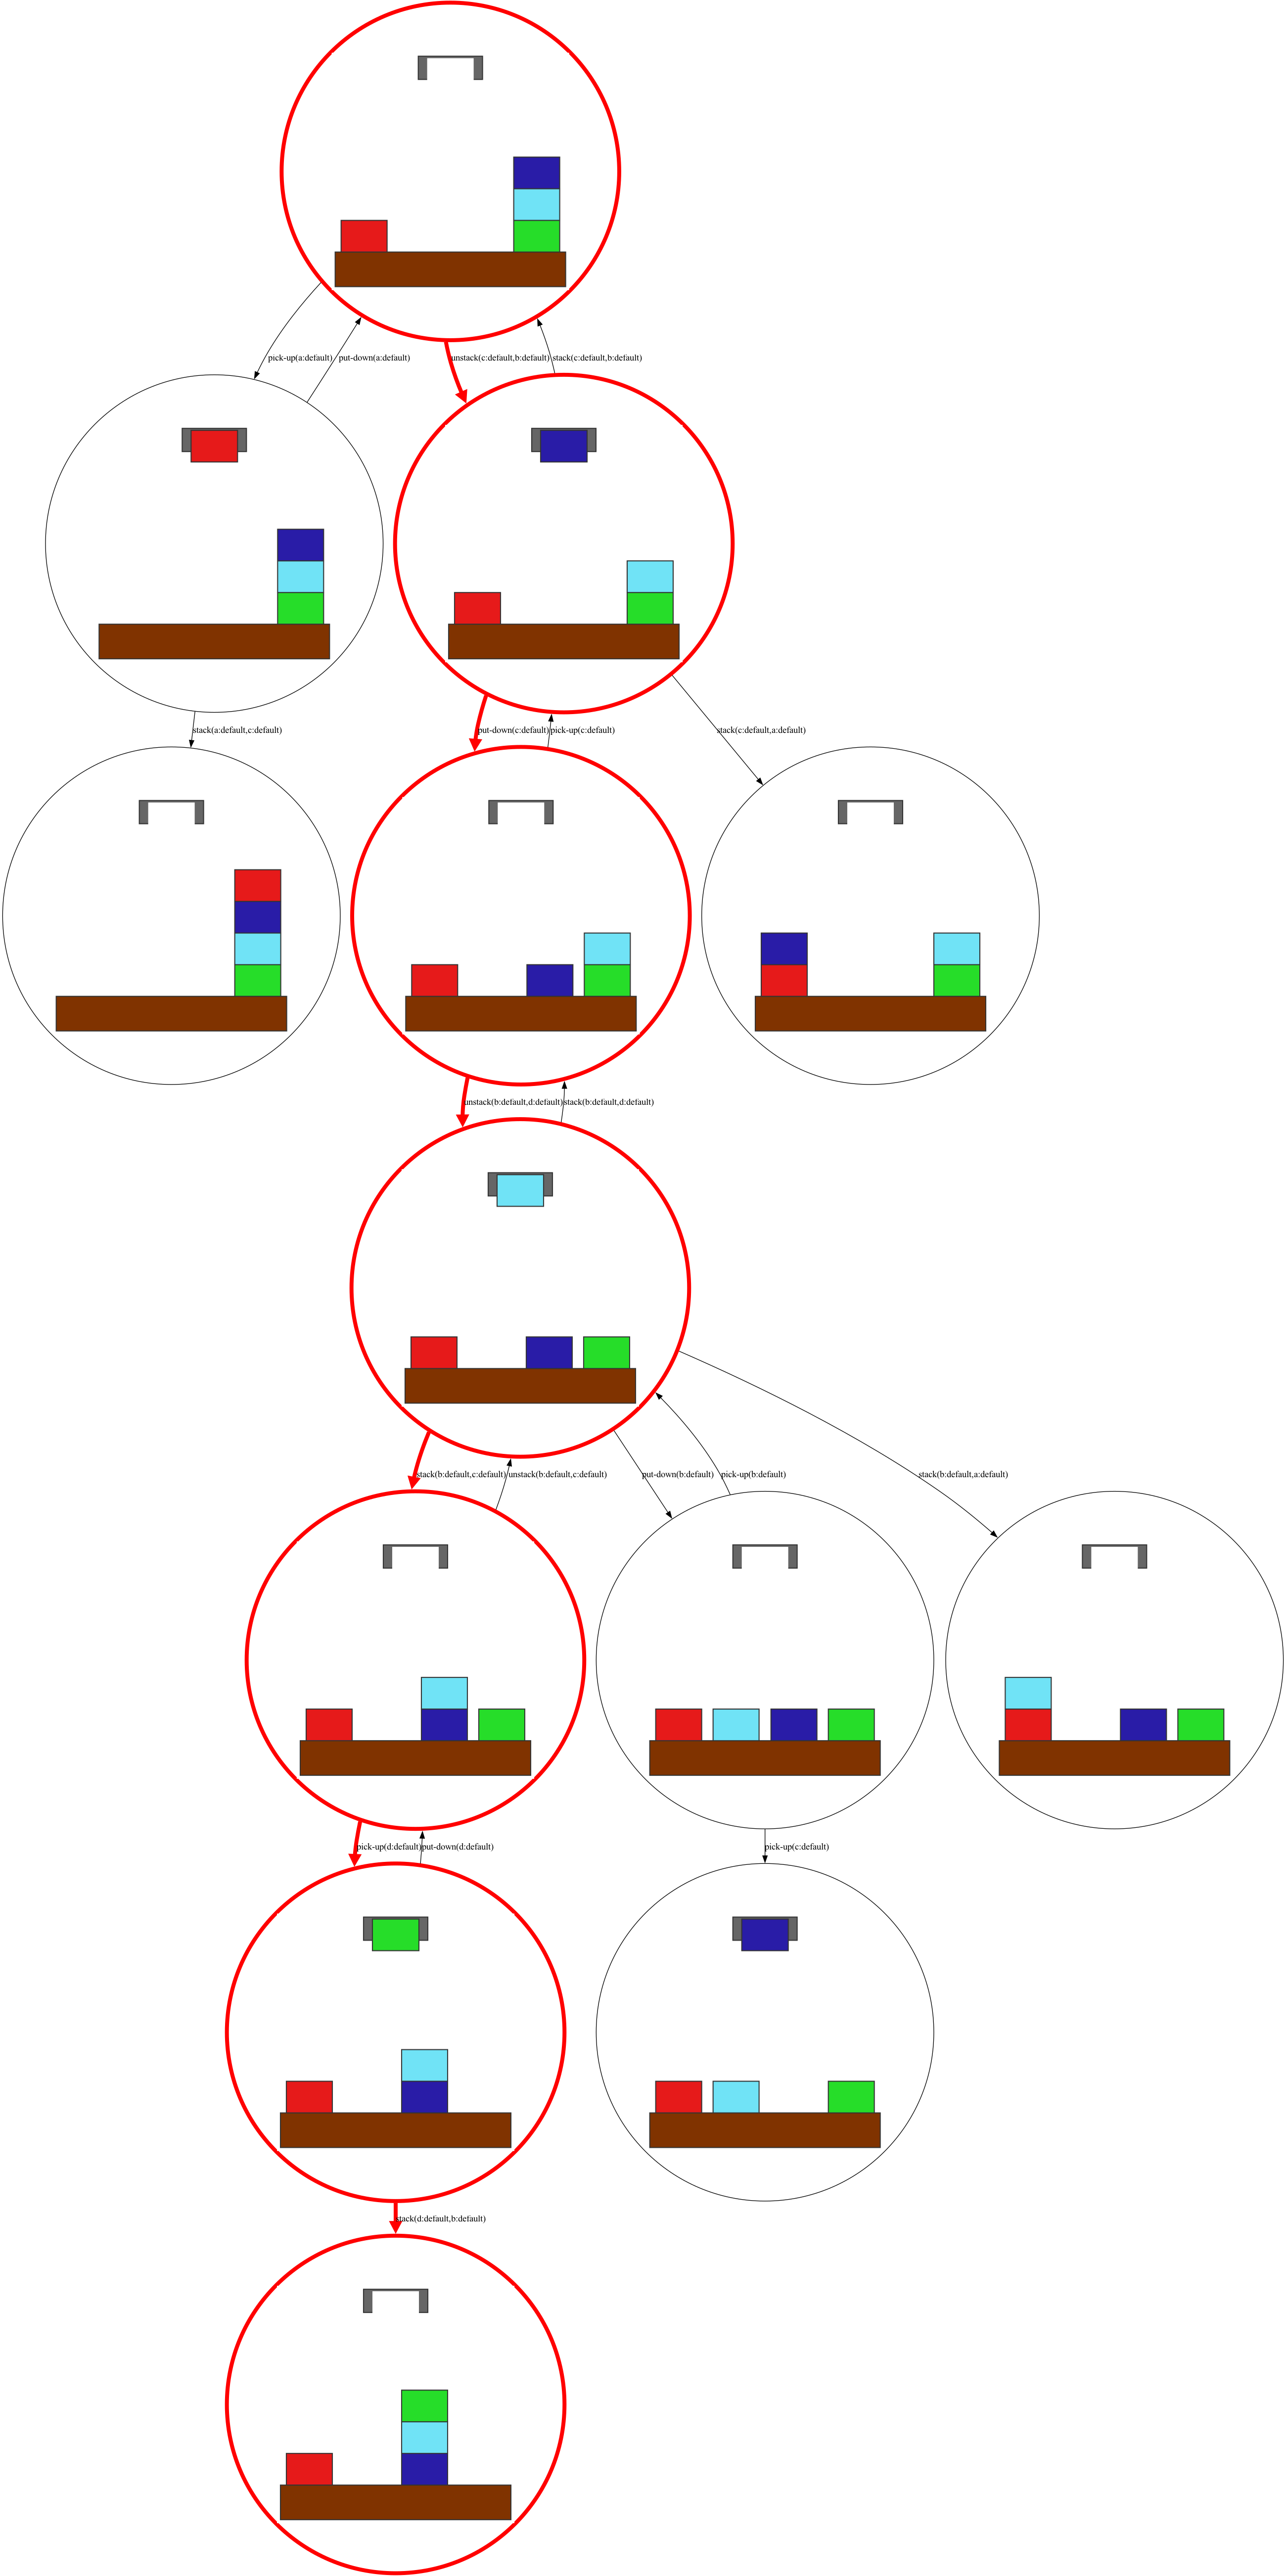 pick-up(a:default)
put-down(a:default)
unstack(c:default,b:default)
stack(c:default,b:default)
stack(a:default,c:default)
put-down(c:default)
pick-up(c:default)
stack(c:default,a:default)
unstack(b:default,d:default)
stack(b:default,d:default)
stack(b:default,c:default)
unstack(b:default,c:default)
put-down(b:default)
pick-up(b:default)
stack(b:default,a:default)
pick-up(d:default)
put-down(d:default)
pick-up(c:default)
stack(d:default,b:default)